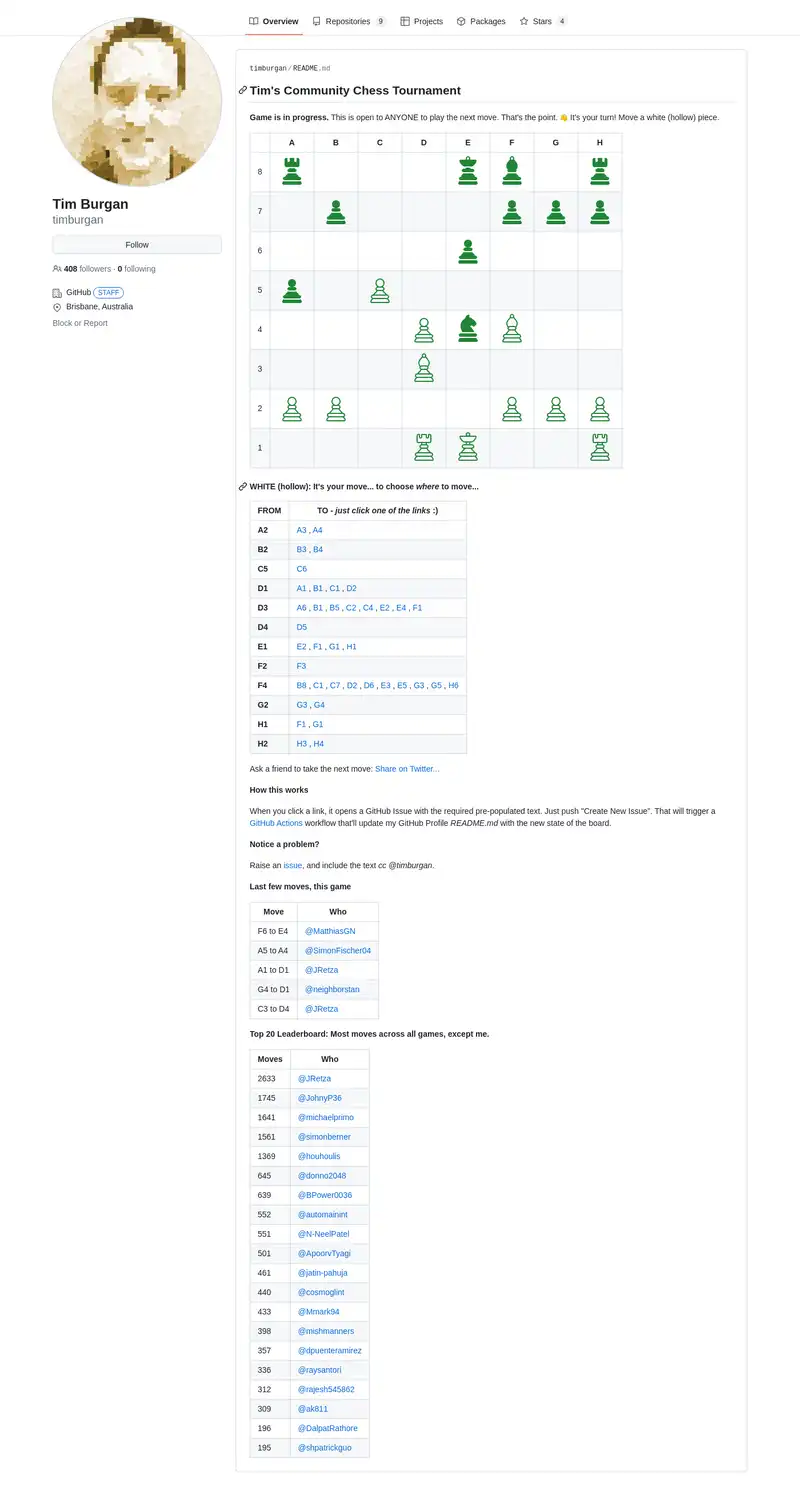 Overview Repositories 9 Projects Packages Stars 4
Tim Burgan
timburgan
Follow
408 followers · 0 following
GitHub STAFF
Brisbane, Australia
Block or Report
timburgan/README.md
Tim's Community Chess Tournament
Game is in progress. This is open to ANYONE to play the next move. That's the point. 👋 It's your turn! Move a white (hollow) piece.
A B C D E F G H
8
7
6
5
4
3
2
1
WHITE (hollow): It's your move... to choose where to move...
FROM TO - just click one of the links :)
A2 A3 , A4
B2 B3 , B4
C5 C6
D1 A1 , B1 , C1 , D2
D3 A6 , B1 , B5 , C2 , C4 , E2 , E4 , F1
D4 D5
E1 E2 , F1 , G1 , H1
F2 F3
F4 B8 , C1 , C7 , D2 , D6 , E3 , E5 , G3 , G5 , H6
G2 G3 , G4
H1 F1 , G1
H2 H3 , H4
Ask a friend to take the next move: Share on Twitter...
How this works
When you click a link, it opens a GitHub Issue with the required pre-populated text. Just push "Create New Issue". That will trigger a
GitHub Actions workflow that'll update my GitHub Profile README.md with the new state of the board.
Notice a problem?
Raise an issue, and include the text cc @timburgan.
Last few moves, this game
Move Who
F6 to E4 @MatthiasGN
A5 to A4 @SimonFischer04
A1 to D1 @JRetza
G4 to D1 @neighborstan
C3 to D4 @JRetza
Top 20 Leaderboard: Most moves across all games, except me.
Moves Who
2633 @JRetza
1745 @JohnyP36
1641 @michaelprimo
1561 @simonberner
1369 @houhoulis
645 @donno2048
639 @BPower0036
552 @automainint
551 @N-NeelPatel
501 @ApoorvTyagi
461 @jatin-pahuja
440 @cosmoglint
433 @Mmark94
398 @mishmanners
357 @dpuenteramirez
336 @raysantori
312 @rajesh545862
309 @ak811
196 @DalpatRathore
195 @shpatrickguo